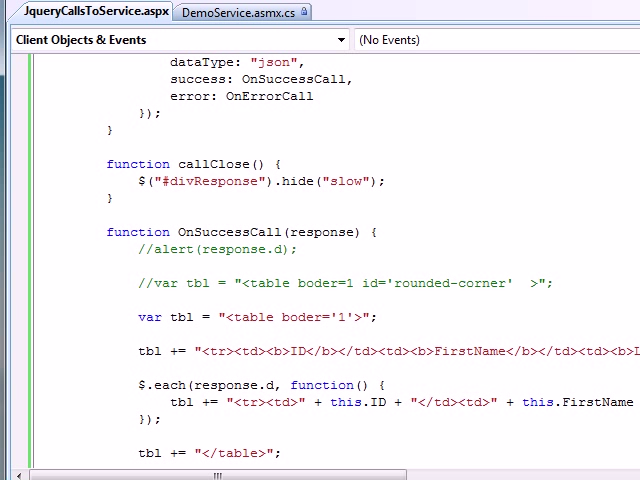 JqueryCallsToService.aspx DemoService.asmx.cs
Client Objects & Events (No Events)
dataType: "json",
success: OnSuccessCall,
error: OnErrorCall
});
}
function callClose() {
$("#divResponse").hide("slow");
}
function OnSuccessCall(response) {
//alert(response.d);
//var tbl = "<table boder=1 id='rounded-corner'  >";
var tbl = "<table boder='1'>";
tbl += "<tr><td><b>ID</b></td><td><b>FirstName</b></td><td><b>L
$.each(response.d, function() {
tbl += "<tr><td>" + this.ID + "</td><td>" + this.FirstName
});
tbl += "</table>";